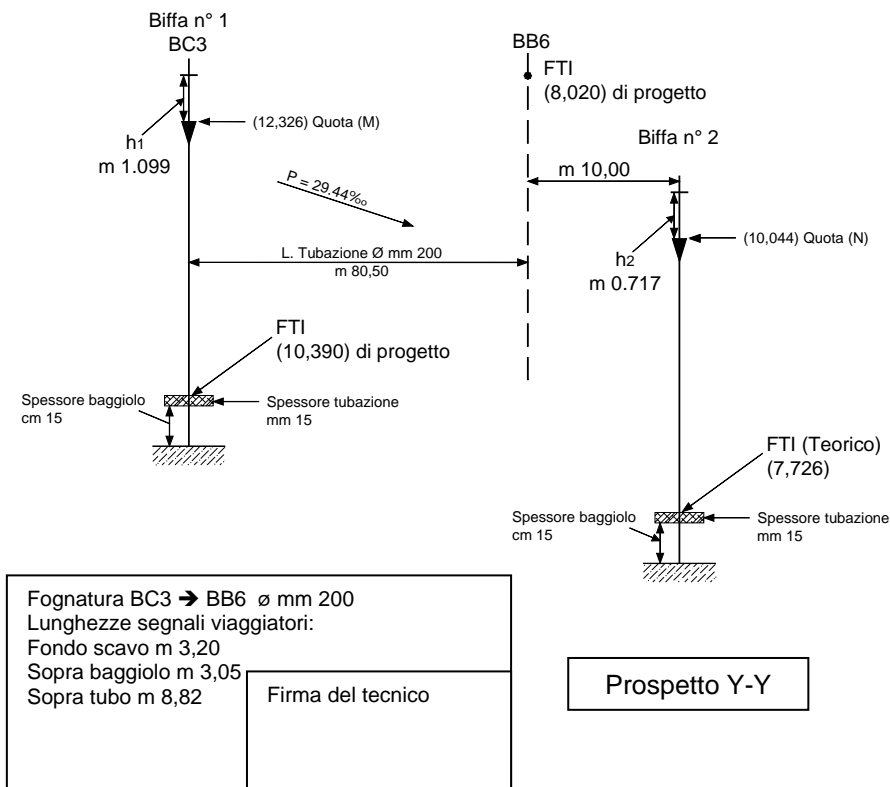 Biffa n° 1
BC3
BB6
FTI
(8,020) di progetto
(12,326) Quota (M)
h1
m 1.099
Biffa n° 2
m 10,00
P = 29.44‰
(10,044) Quota (N)
L. Tubazione Ø mm 200
m 80,50
h2
m 0.717
FTI
(10,390) di progetto
Spessore baggiolo
cm 15
Spessore tubazione
mm 15
FTI (Teorico)
(7,726)
Spessore baggiolo
cm 15
Spessore tubazione
mm 15
Fognatura BC3 ➔ BB6 ø mm 200
Lunghezze segnali viaggiatori:
Fondo scavo m 3,20
Sopra baggiolo m 3,05
Sopra tubo m 8,82
Firma del tecnico
Prospetto Y-Y